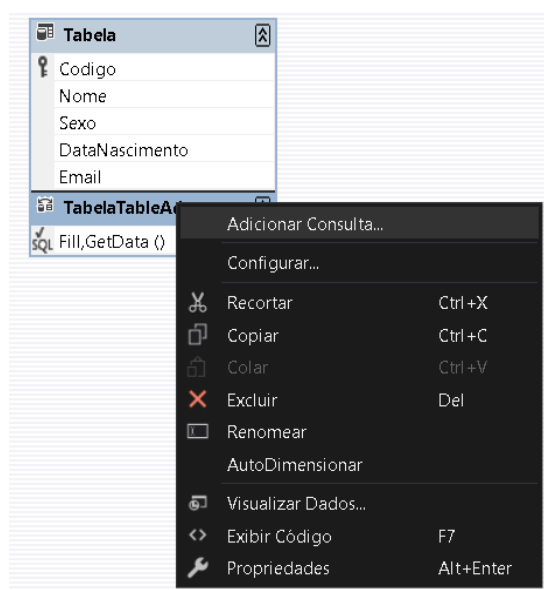 Tabela
Codigo
Nome
Sexo
DataNascimento
Email
TabelaTableAd
SQL Fill,GetData ()
Adicionar Consulta...
Configurar...
Recortar Ctrl+X
Copiar Ctrl+C
Colar Ctrl+V
Excluir Del
Renomear
AutoDimensionar
Visualizar Dados...
Exibir Código F7
Propriedades Alt+Enter